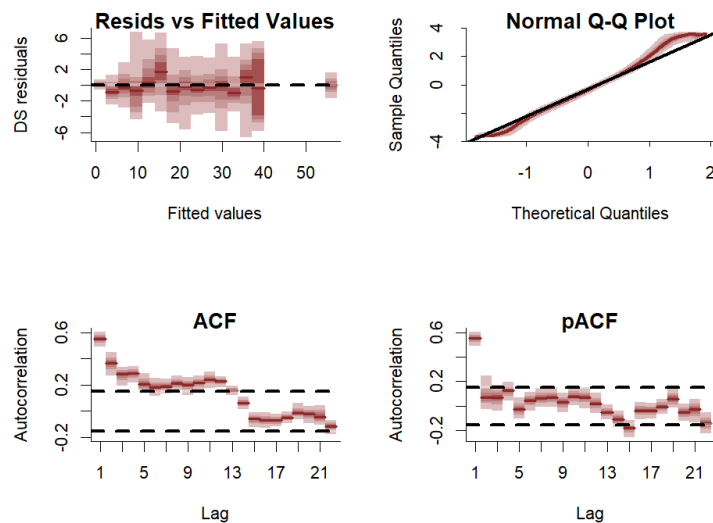 Resids vs Fitted Values
DS residuals
6
2
-2
-6
0 10 20 30 40 50
Fitted values
Normal Q-Q Plot
Sample Quantiles
4
0
-4
-1 0 1 2
Theoretical Quantiles
ACF
Autocorrelation
0.6
0.2
-0.2
1 5 9 13 17 21
Lag
pACF
Autocorrelation
0.6
0.2
-0.2
1 5 9 13 17 21
Lag